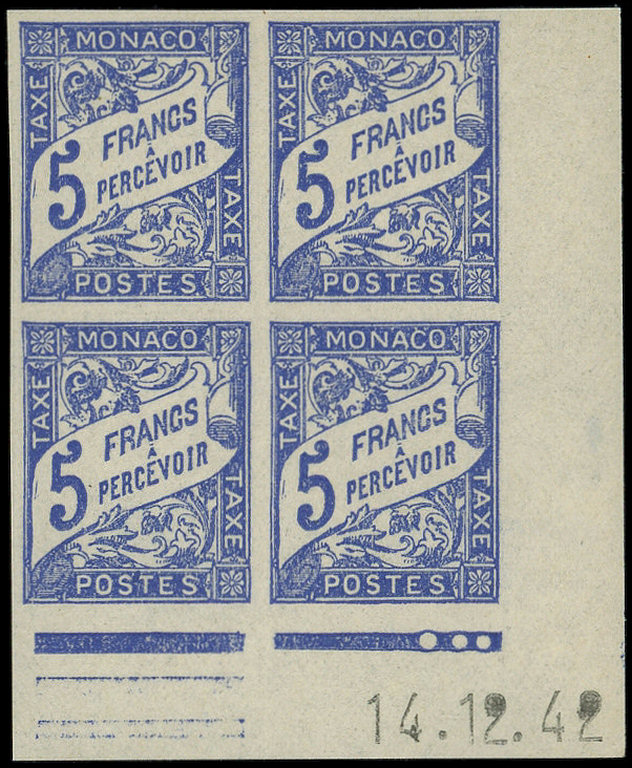 MONACO
TAXE
5 FRANCS
À
PERCEVOIR
TAXE
POSTES
MONACO
TAXE
5 FRANCS
À
PERCEVOIR
TAXE
POSTES
MONACO
TAXE
5 FRANCS
À
PERCEVOIR
TAXE
POSTES
MONACO
TAXE
5 FRANCS
À
PERCEVOIR
TAXE
POSTES
14.12.42